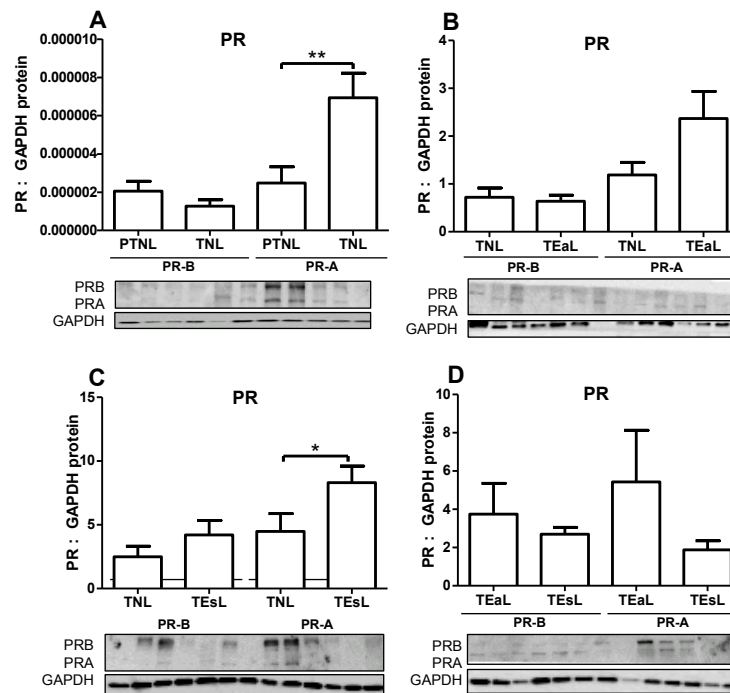 A
PR
PR : GAPDH protein
0.000010
0.000008
0.000006
0.000004
0.000002
0.000000
**
PTNL TNL PTNL TNL
PR-B PR-A
PRB
PRA
GAPDH
B
PR
PR : GAPDH protein
4
3
2
1
0
TNL TEaL TNL TEaL
PR-B PR-A
PRB
PRA
GAPDH
C
PR
PR : GAPDH protein
15
10
5
0
*
TNL TEsL TNL TEsL
PR-B PR-A
PRB
PRA
GAPDH
D
PR
PR : GAPDH protein
10
8
6
4
2
0
TEaL TEsL TEaL TEsL
PR-B PR-A
PRB
PRA
GAPDH